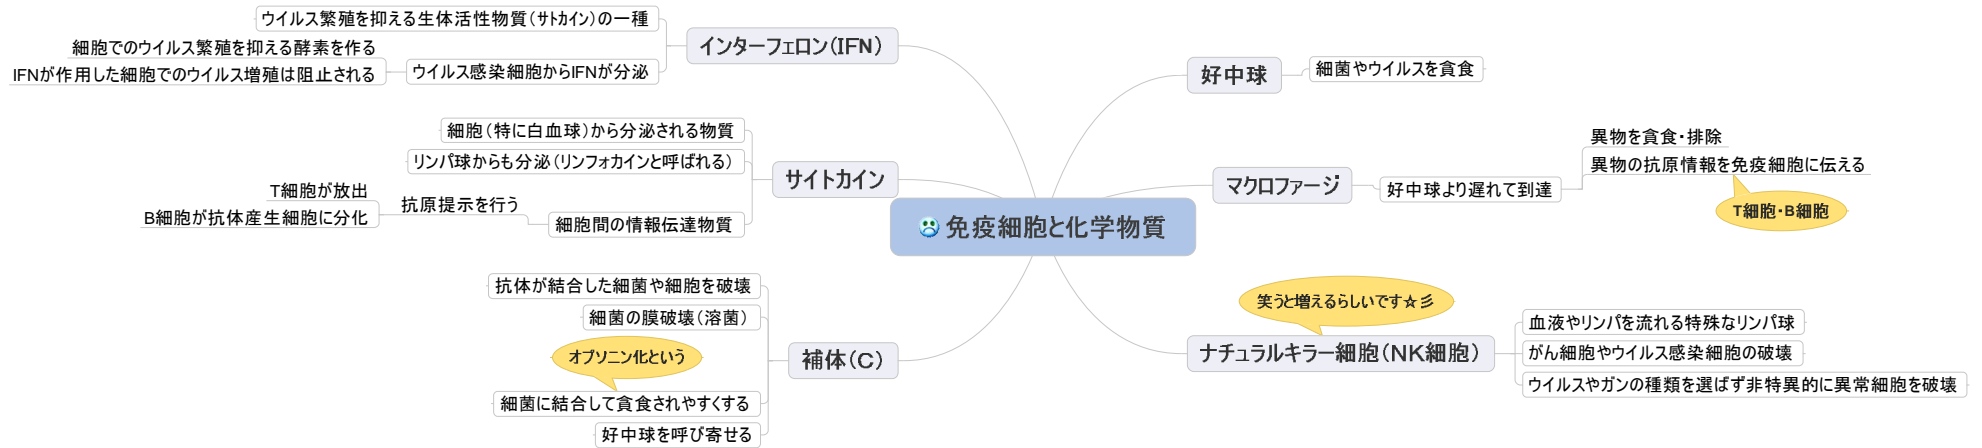 ウイルス繁殖を抑える生体活性物質（サトカイン）の一種
細胞でのウイルス繁殖を抑える酵素を作る
IFNが作用した細胞でのウイルス増殖は阻止される
ウイルス感染細胞からIFNが分泌
インターフェロン（IFN）
細胞（特に白血球）から分泌される物質
リンパ球からも分泌（リンフォカインと呼ばれる）
T細胞が放出
B細胞が抗体産生細胞に分化
抗原提示を行う
細胞間の情報伝達物質
サイトカイン
抗体が結合した細菌や細胞を破壊
細菌の膜破壊（溶菌）
オプソニン化という
細菌に結合して貪食されやすくする
好中球を呼び寄せる
補体（C）
免疫細胞と化学物質
好中球
細菌やウイルスを貪食
マクロファージ
好中球より遅れて到達
異物を貪食・排除
異物の抗原情報を免疫細胞に伝える
T細胞・B細胞
笑うと増えるらしいです☆彡
ナチュラルキラー細胞（NK細胞）
血液やリンパを流れる特殊なリンパ球
がん細胞やウイルス感染細胞の破壊
ウイルスやガンの種類を選ばず非特異的に異常細胞を破壊